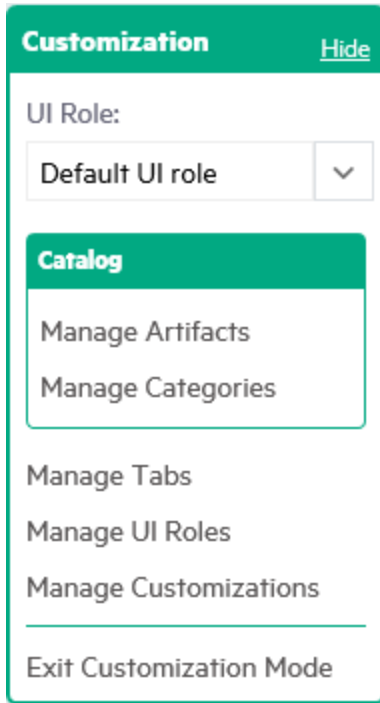 Customization
Hide
UI Role:
Default UI role
Catalog
Manage Artifacts
Manage Categories
Manage Tabs
Manage UI Roles
Manage Customizations
Exit Customization Mode